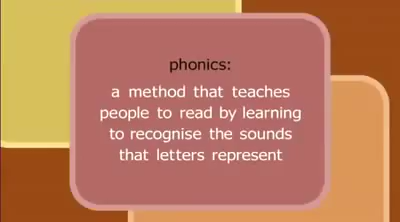 phonics:
a method that teaches
people to read by learning
to recognise the sounds
that letters represent